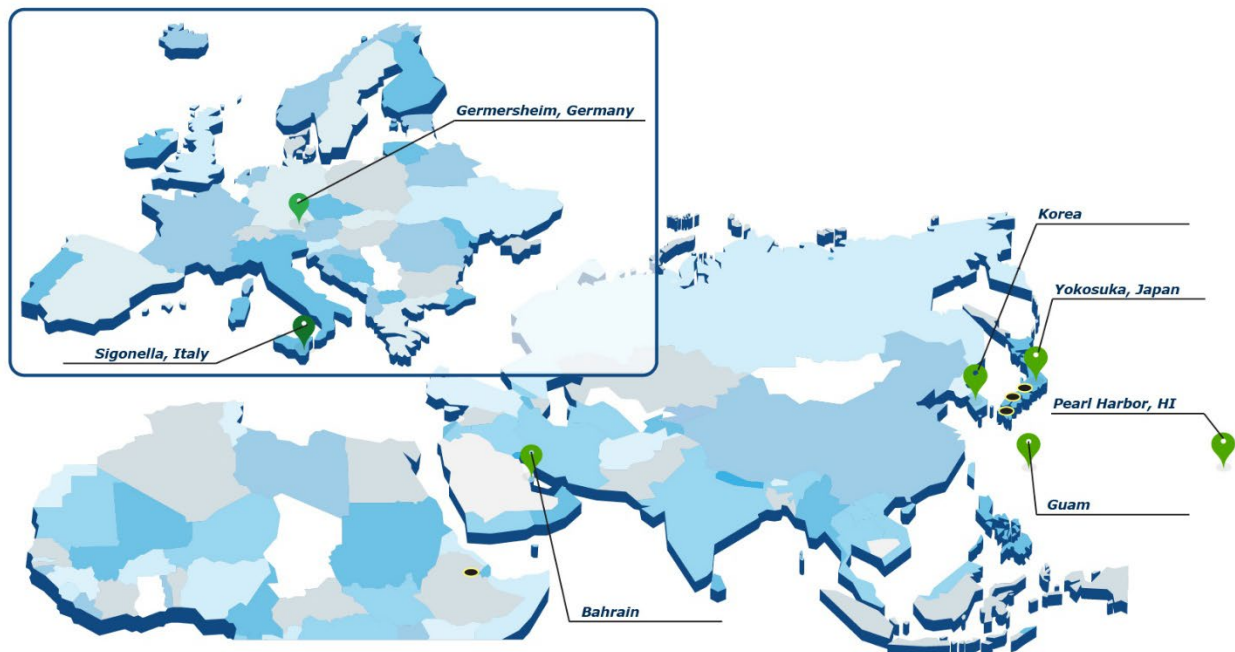 Germersheim, Germany
Sigonella, Italy
Korea
Yokosuka, Japan
Pearl Harbor, HI
Guam
Bahrain